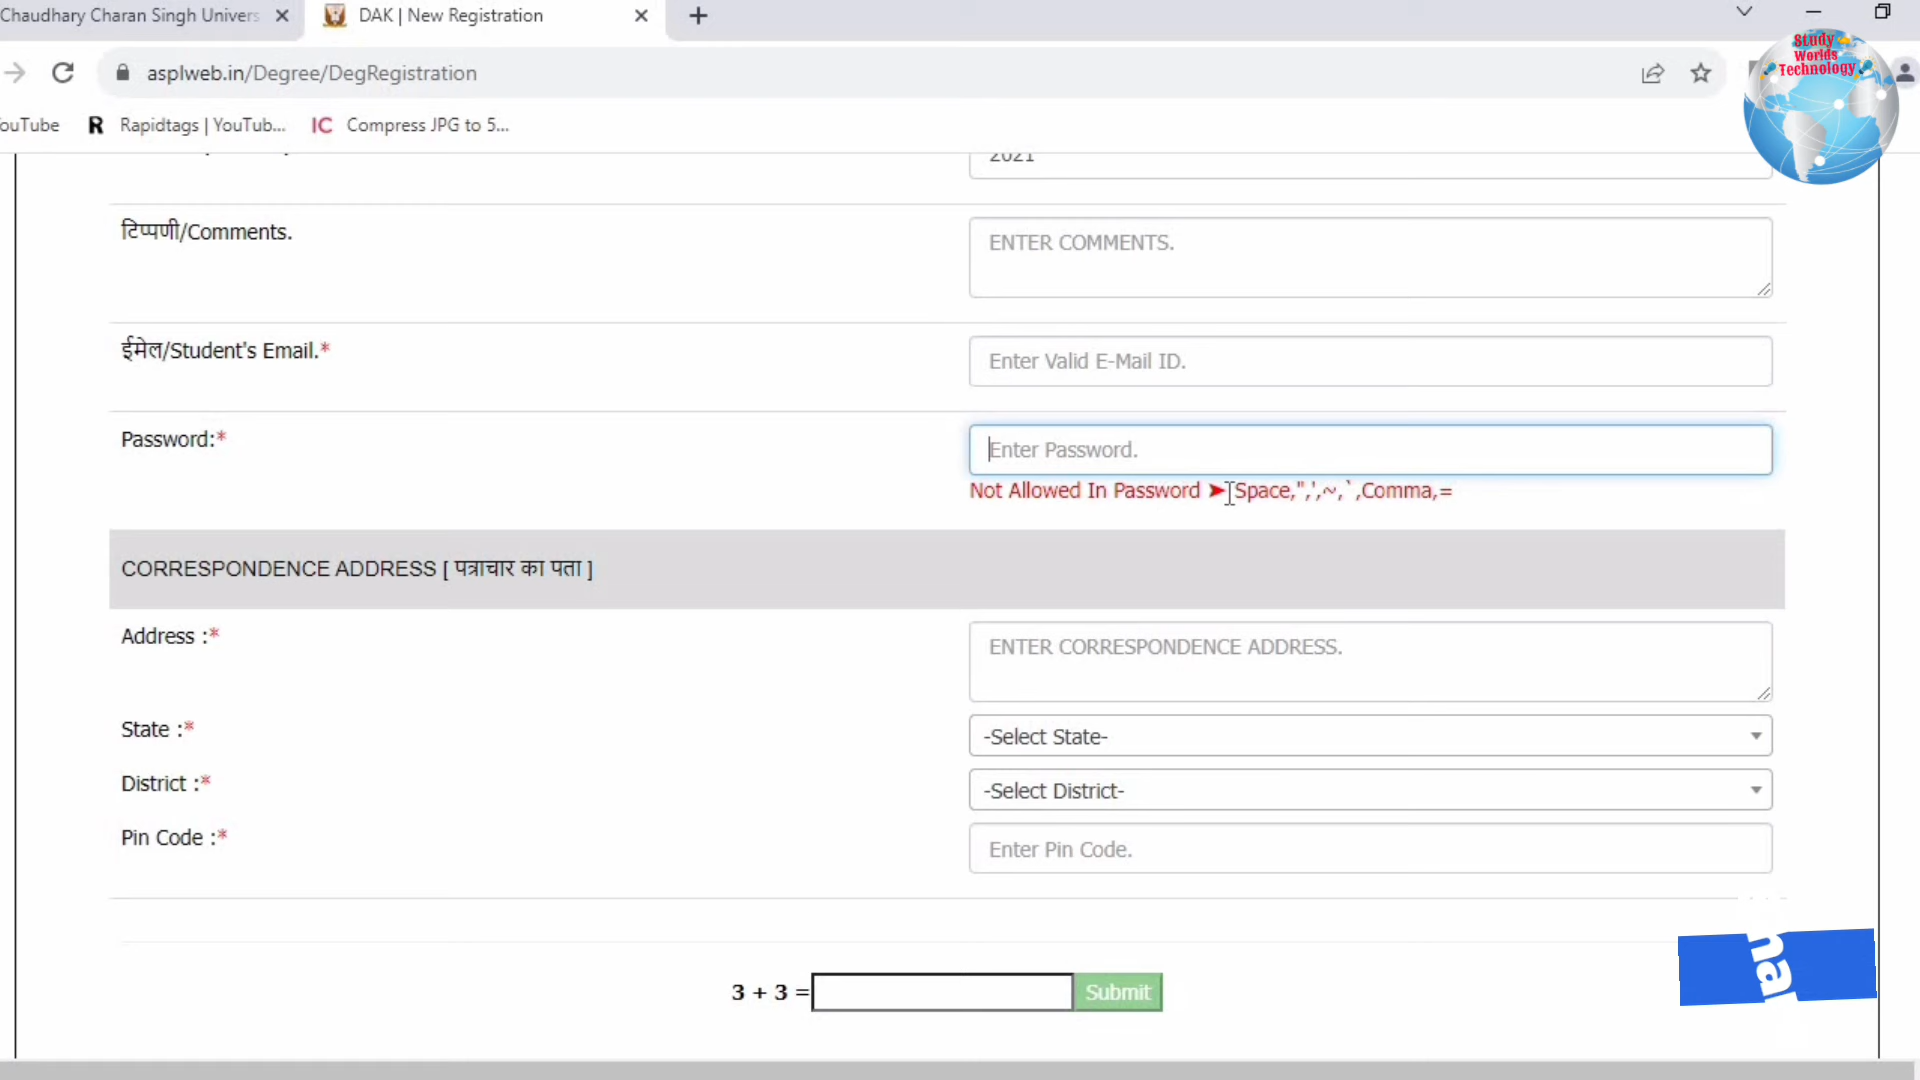 Chaudhary Charan Singh Univers
DAK | New Registration
asplweb.in/Degree/DegRegistration
Study
Worlds
Technology
ouTube
R Rapidtags | YouTub...
IC Compress JPG to 5...
2021
टिप्पणी/Comments.
ENTER COMMENTS.
ईमेल/Student's Email.*
Enter Valid E-Mail ID.
Password:*
Enter Password.
Not Allowed In Password ➤ Space,",',~,`,Comma,=
CORRESPONDENCE ADDRESS [ पत्राचार का पता ]
Address :*
ENTER CORRESPONDENCE ADDRESS.
State :*
-Select State-
District :*
-Select District-
Pin Code :*
Enter Pin Code.
3 + 3 =
Submit